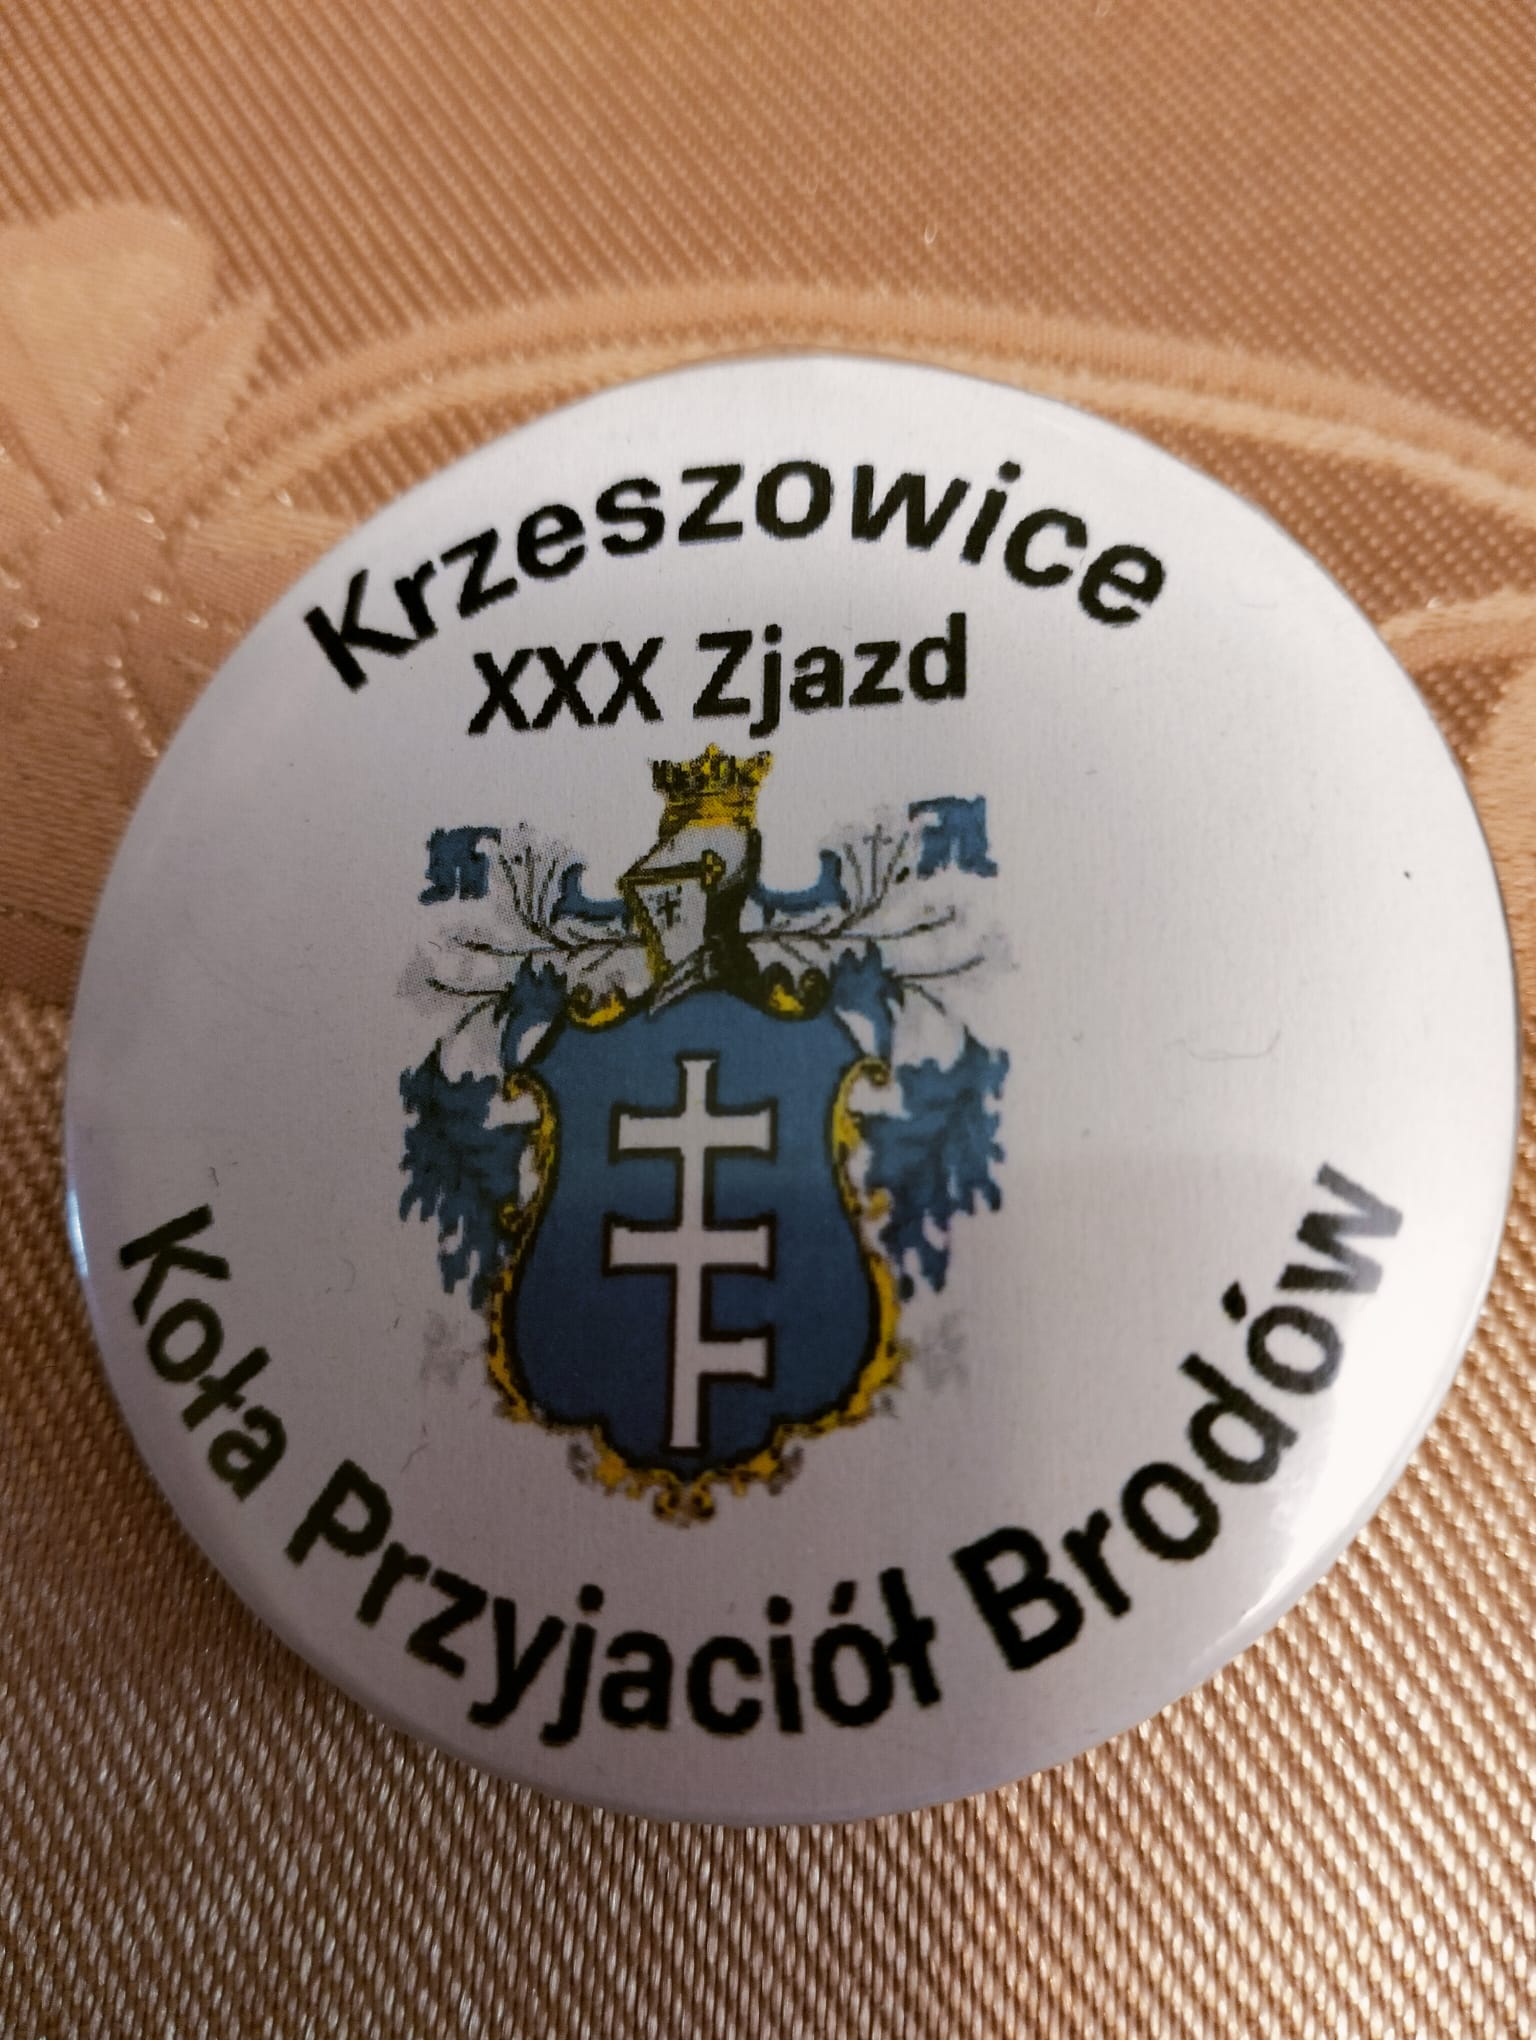 Krzeszowice
XXX Zjazd
Koła Przyjaciół Brodów